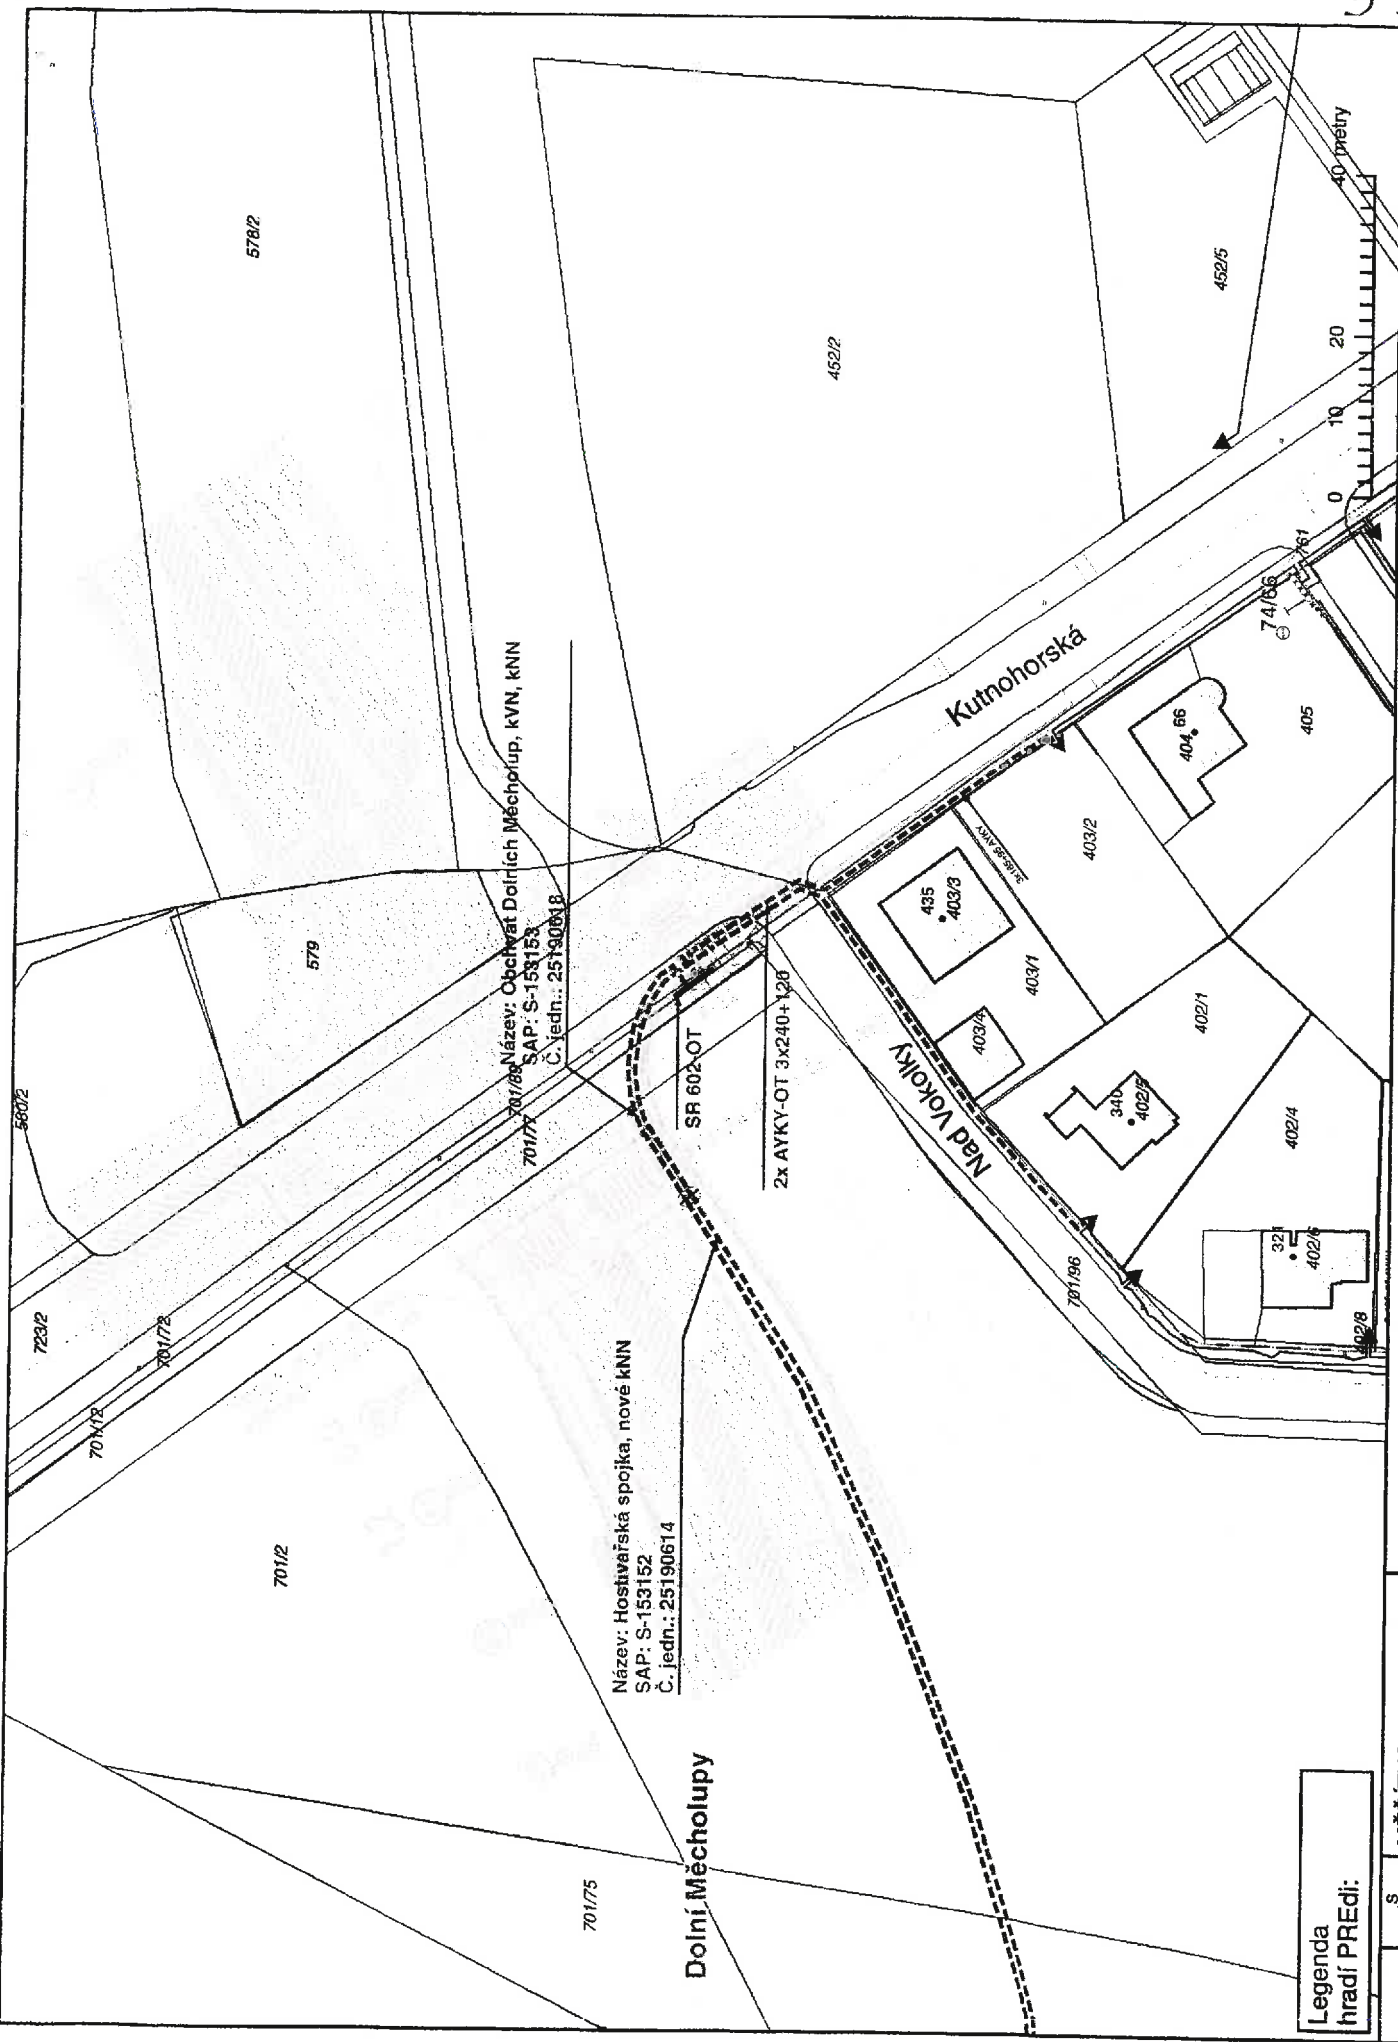 580/2
723/2
701/73
701/12
701/2
701/75
Dolní Měcholupy
579
578/2
452/2
452/5
Název: Obchvat Dolních Měcholup, kVN, kNN
SAP: S-153153
Č. jedn.: 25190618
701/89
701/77
Název: Hostivařská spojka, nové kNN
SAP: S-153152
Č. jedn.: 25190614
SR 602-OT
2x AYKY-OT 3x240+120
Kutnohorská
Nad Vokolky
3x185+95 AYKY
435
403/3
403/4
403/1
403/2
404
66
405
74/66
761
340
402/5
402/1
402/4
321
402/6
402/8
701/96
0
10
20
40 metry
Legenda
hradí PREdi: